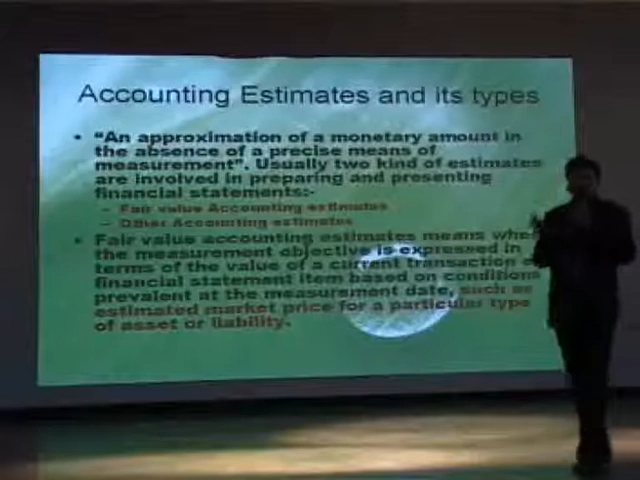 Accounting Estimates and its types
• "An approximation of a monetary amount in
the absence of a precise means of
measurement". Usually two kind of estimates
are involved in preparing and presenting
financial statements:-
– Fair value Accounting estimates
– Other Accounting estimates
• Fair value accounting estimates means
the measurement objective is expressed in
terms of the value of a current transaction
financial statement item based on conditions
prevalent at the measurement date, such as
estimated market price for a particular type
of asset or liability.